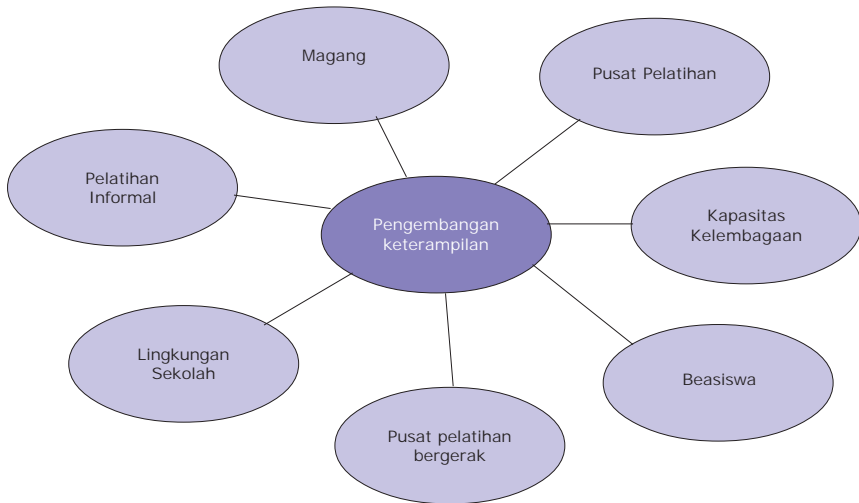 Magang
Pusat Pelatihan
Pelatihan
Informal
Pengembangan
keterampilan
Kapasitas
Kelembagaan
Lingkungan
Sekolah
Beasiswa
Pusat pelatihan
bergerak